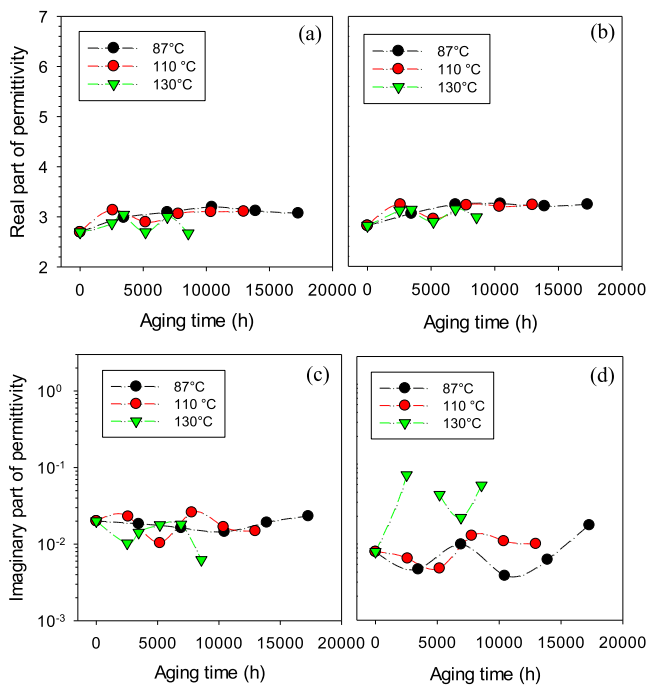 (a)
87°C
110 °C
130°C
7
6
5
4
3
2
Real part of permittivity
0 5000 10000 15000 20000
Aging time (h)
(b)
87°C
110 °C
130°C
0 5000 10000 15000 20000
Aging time (h)
(c)
87°C
110 °C
130°C
10⁰
10⁻¹
10⁻²
10⁻³
Imaginary part of permittivity
0 5000 10000 15000 20000
Aging time (h)
(d)
87°C
110 °C
130°C
0 5000 10000 15000 20000
Aging time (h)